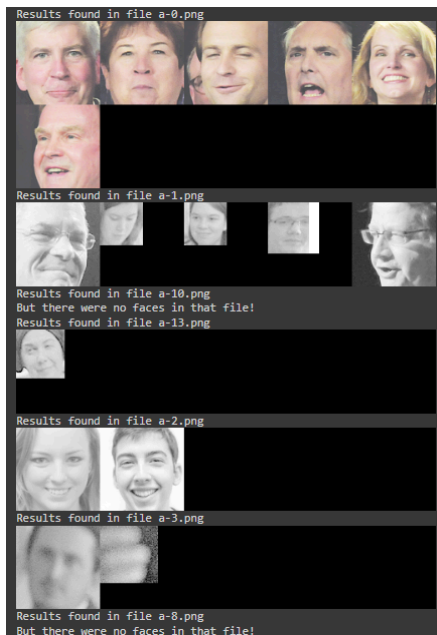 Results found in file a-0.png
Results found in file a-1.png
Results found in file a-10.png
But there were no faces in that file!
Results found in file a-13.png
Results found in file a-2.png
Results found in file a-3.png
Results found in file a-8.png
But there were no faces in that file!